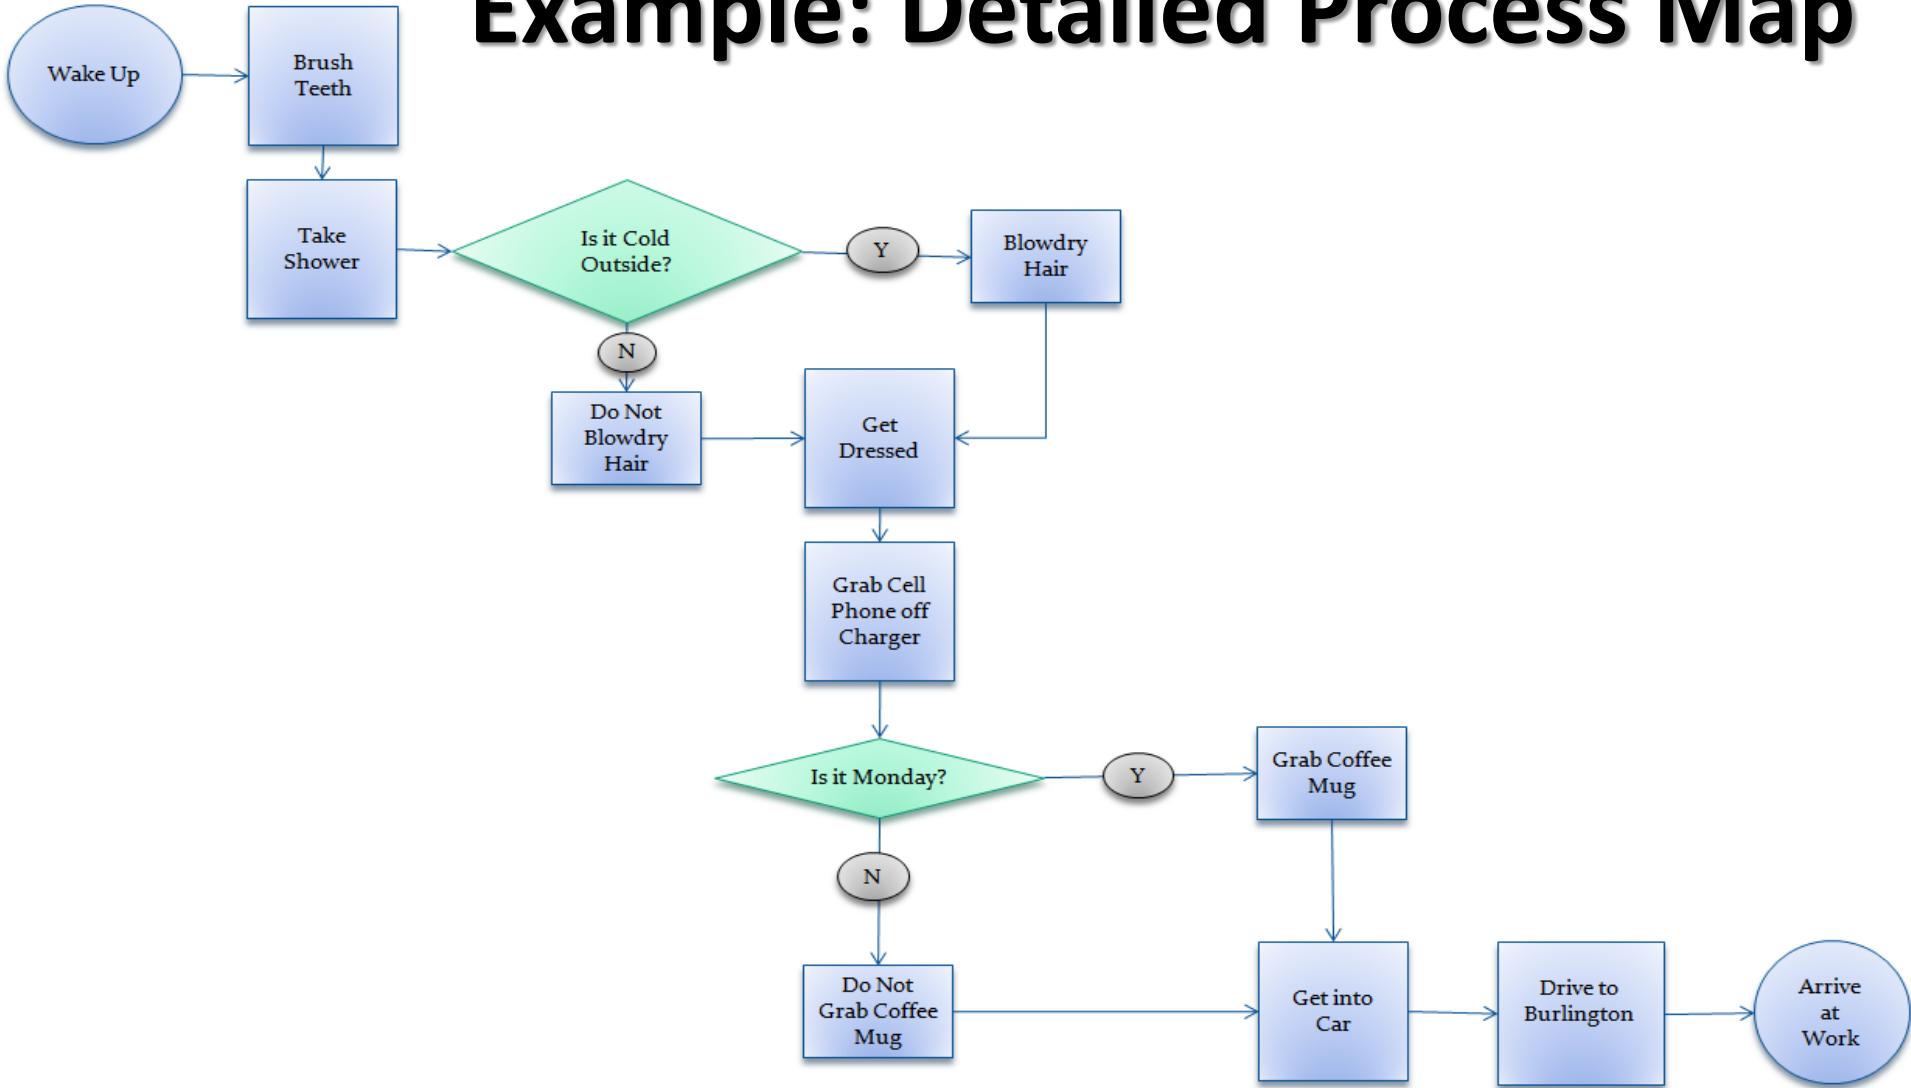 Example: Detailed Process Map
Wake Up
Brush
Teeth
Take
Shower
Is it Cold
Outside?
Y
Blowdry
Hair
N
Do Not
Blowdry
Hair
Get
Dressed
Grab Cell
Phone off
Charger
Is it Monday?
Y
Grab Coffee
Mug
N
Do Not
Grab Coffee
Mug
Get into
Car
Drive to
Burlington
Arrive
at
Work